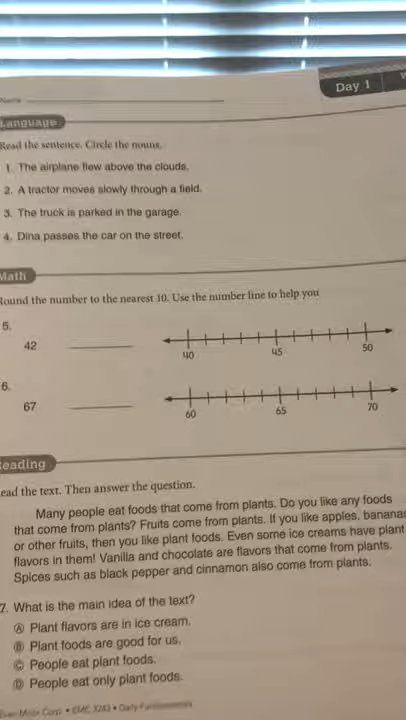 Day 1
Name
Language
Read the sentence. Circle the nouns.
1. The airplane flew above the clouds.
2. A tractor moves slowly through a field.
3. The truck is parked in the garage.
4. Dina passes the car on the street.
Math
Round the number to the nearest 10. Use the number line to help you
5.
42
40 45 50
6.
67
60 65 70
Reading
ead the text. Then answer the question.
Many people eat foods that come from plants. Do you like any foods
that come from plants? Fruits come from plants. If you like apples, bananas
or other fruits, then you like plant foods. Even some ice creams have plant
flavors in them! Vanilla and chocolate are flavors that come from plants.
Spices such as black pepper and cinnamon also come from plants.
7. What is the main idea of the text?
Ⓐ Plant flavors are in ice cream.
Ⓑ Plant foods are good for us.
Ⓒ People eat plant foods.
Ⓓ People eat only plant foods.
Evan-Moor Corp. • EMC 3243 • Daily Fundamentals